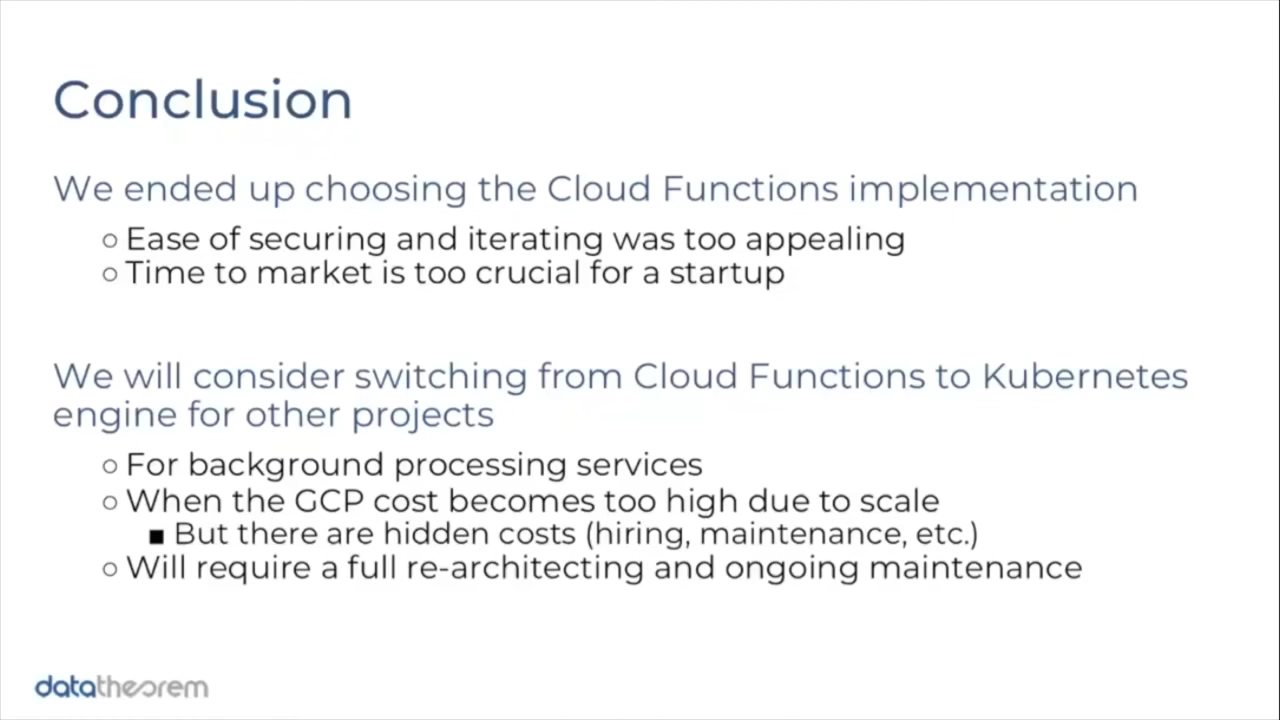 Conclusion
We ended up choosing the Cloud Functions implementation
○ Ease of securing and iterating was too appealing
○ Time to market is too crucial for a startup
We will consider switching from Cloud Functions to Kubernetes
engine for other projects
○ For background processing services
○ When the GCP cost becomes too high due to scale
■ But there are hidden costs (hiring, maintenance, etc.)
○ Will require a full re-architecting and ongoing maintenance
datatheorem